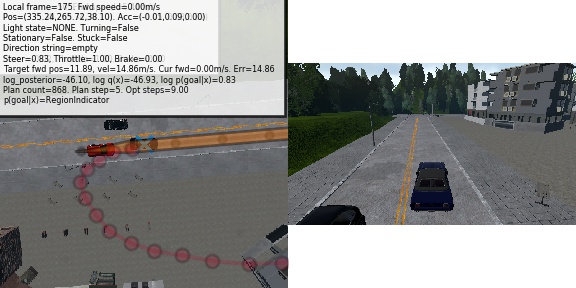 Local frame=175: Fwd speed=0.00m/s
Pos=(335.24,265.72,38.10). Acc=(-0.01,0.09,0.00)
Light state=NONE. Turning=False
Stationary=False. Stuck=False
Direction string=empty
Steer=0.83; Throttle=1.00, Brake=0.00
Target fwd pos=11.89, vel=14.86m/s. Cur fwd=0.00m/s. Err=14.86
log_posterior=-46.10, log q(x)=-46.93, log p(goal|x)=0.83
Plan count=868. Plan step=5. Opt steps=9.00
p(goal|x)=RegionIndicator